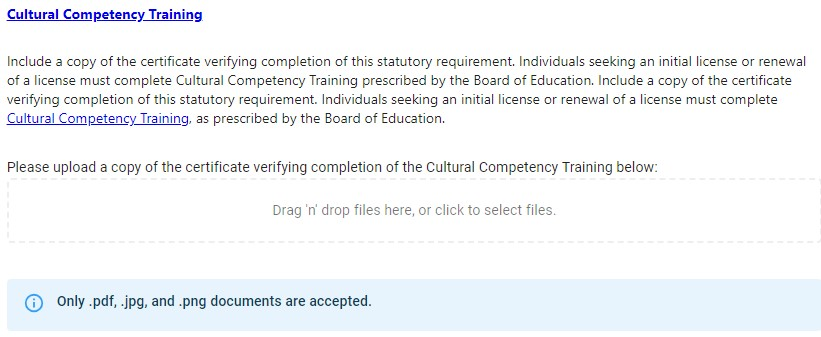 Cultural Competency Training
Include a copy of the certificate verifying completion of this statutory requirement. Individuals seeking an initial license or renewal
of a license must complete Cultural Competency Training prescribed by the Board of Education. Include a copy of the certificate
verifying completion of this statutory requirement. Individuals seeking an initial license or renewal of a license must complete
Cultural Competency Training, as prescribed by the Board of Education.
Please upload a copy of the certificate verifying completion of the Cultural Competency Training below:
Drag 'n' drop files here, or click to select files.
Only .pdf, .jpg, and .png documents are accepted.